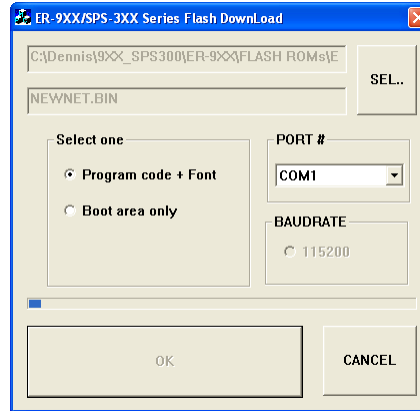 ER-9XX/SPS-3XX Series Flash DownLoad
C:\Dennis\9XX_SPS300\ER-9XX\FLASH ROMs\E
SEL..
NEWNET.BIN
Select one
PORT #
Program code + Font
COM1
Boot area only
BAUDRATE
115200
OK
CANCEL